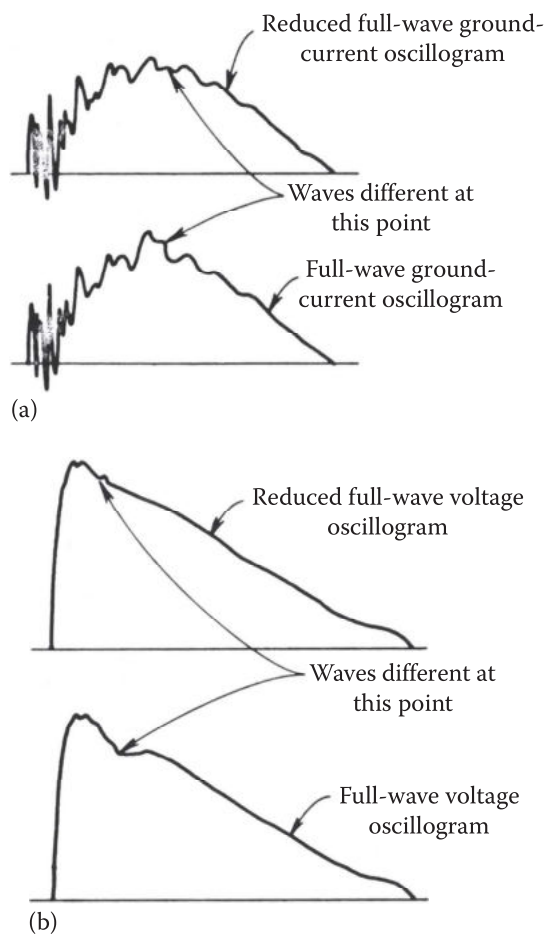 Reduced full-wave ground-
current oscillogram
Waves different at
this point
Full-wave ground-
current oscillogram
(a)
Reduced full-wave voltage
oscillogram
Waves different at
this point
Full-wave voltage
oscillogram
(b)